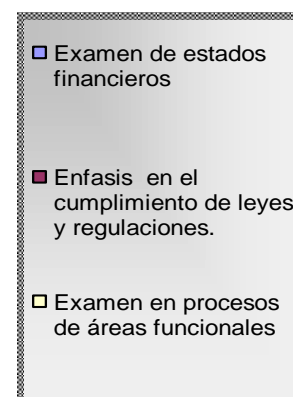 Examen de estados
financieros
Enfasis  en el
cumplimiento de leyes
y regulaciones.
Examen en procesos
de áreas funcionales